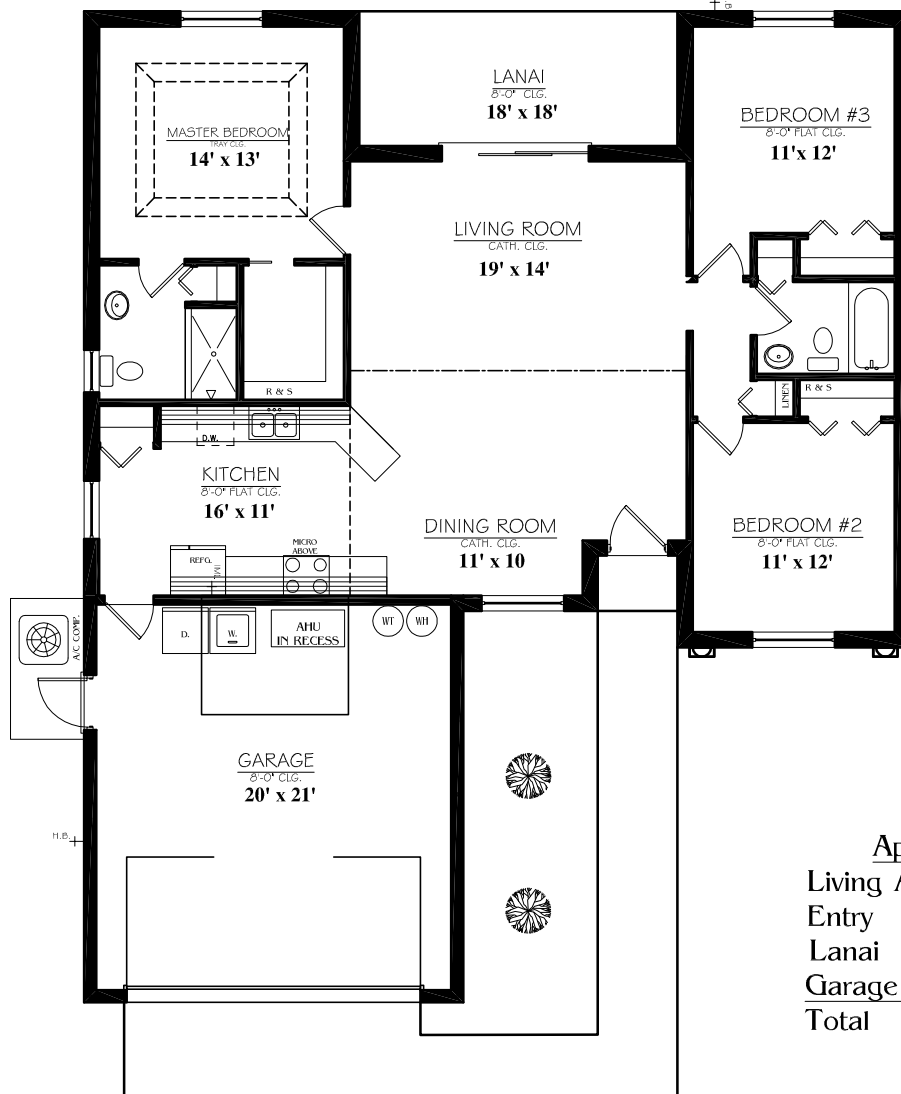 LANAI
8'-0" CLG.
18' x 18'
MASTER BEDROOM
TRAY CLG.
14' x 13'
BEDROOM #3
8'-0" FLAT CLG.
11'x 12'
LIVING ROOM
CATH. CLG.
19' x 14'
R & S
LINEN
R & S
D.W.
KITCHEN
8'-0" FLAT CLG.
16' x 11'
MICRO
ABOVE
REFG.
DINING ROOM
CATH. CLG.
11' x 10
BEDROOM #2
8'-0" FLAT CLG.
11' x 12'
A/C COMP.
D.
W.
AHU
IN RECESS
WT
WH
GARAGE
8'-0" CLG.
20' x 21'
H.B.
Living
Entry
Lanai
Garage
Total